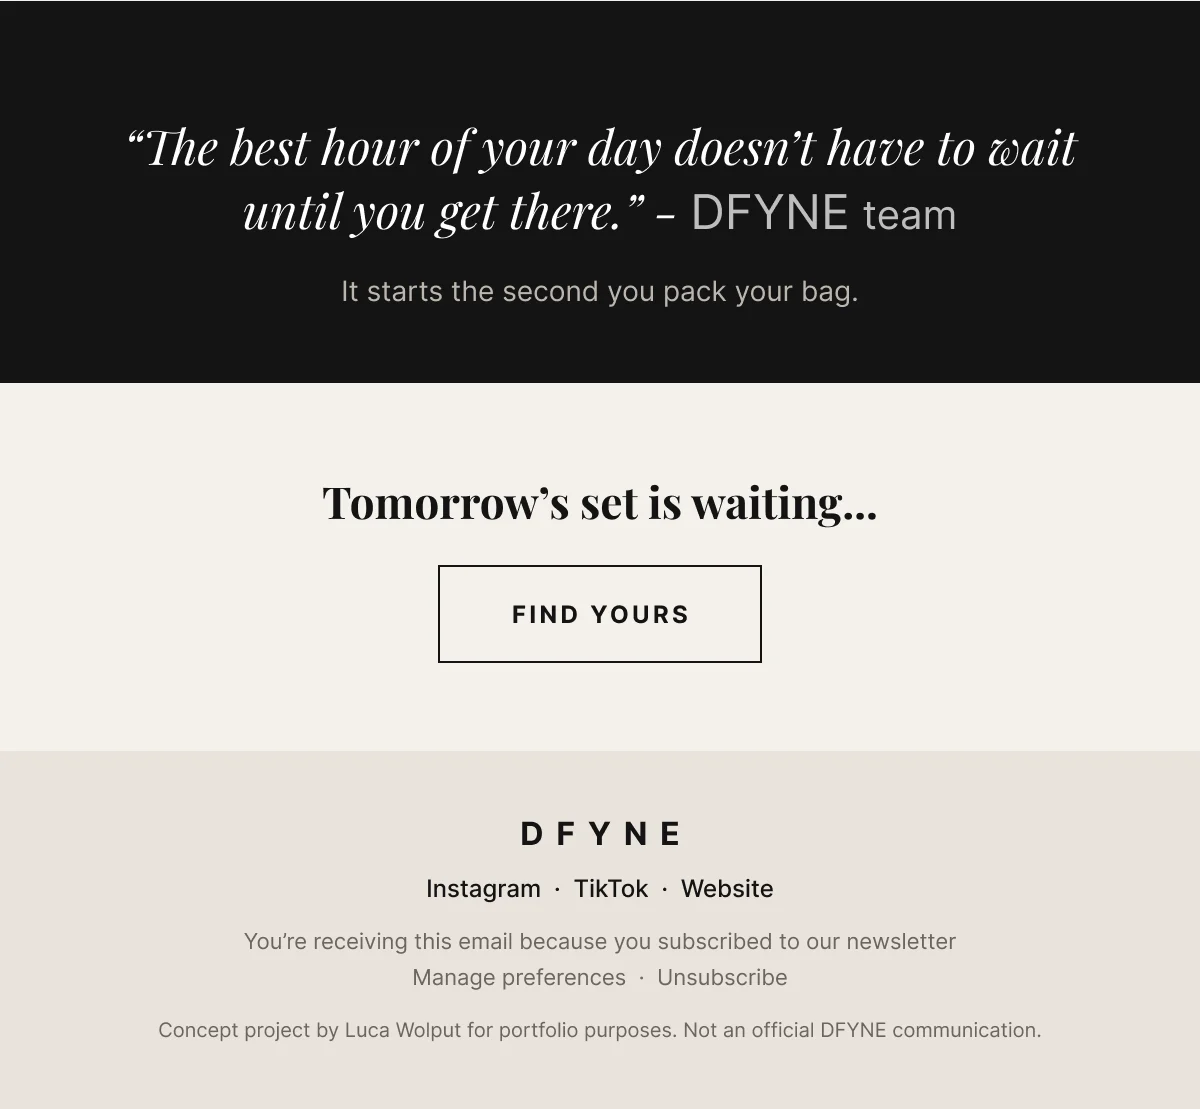 “The best hour of your day doesn’t have to wait
until you get there.” – DFYNE team
It starts the second you pack your bag.
Tomorrow’s set is waiting...
FIND YOURS
DFYNE
Instagram · TikTok · Website
You’re receiving this email because you subscribed to our newsletter
Manage preferences · Unsubscribe
Concept project by Luca Wolput for portfolio purposes. Not an official DFYNE communication.